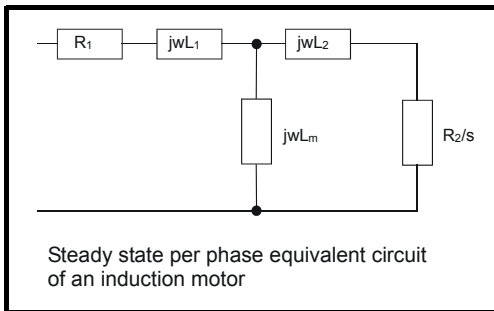 R₁
jwL₁
jwL₂
jwLₘ
R₂/s
Steady state per phase equivalent circuit
of an induction motor